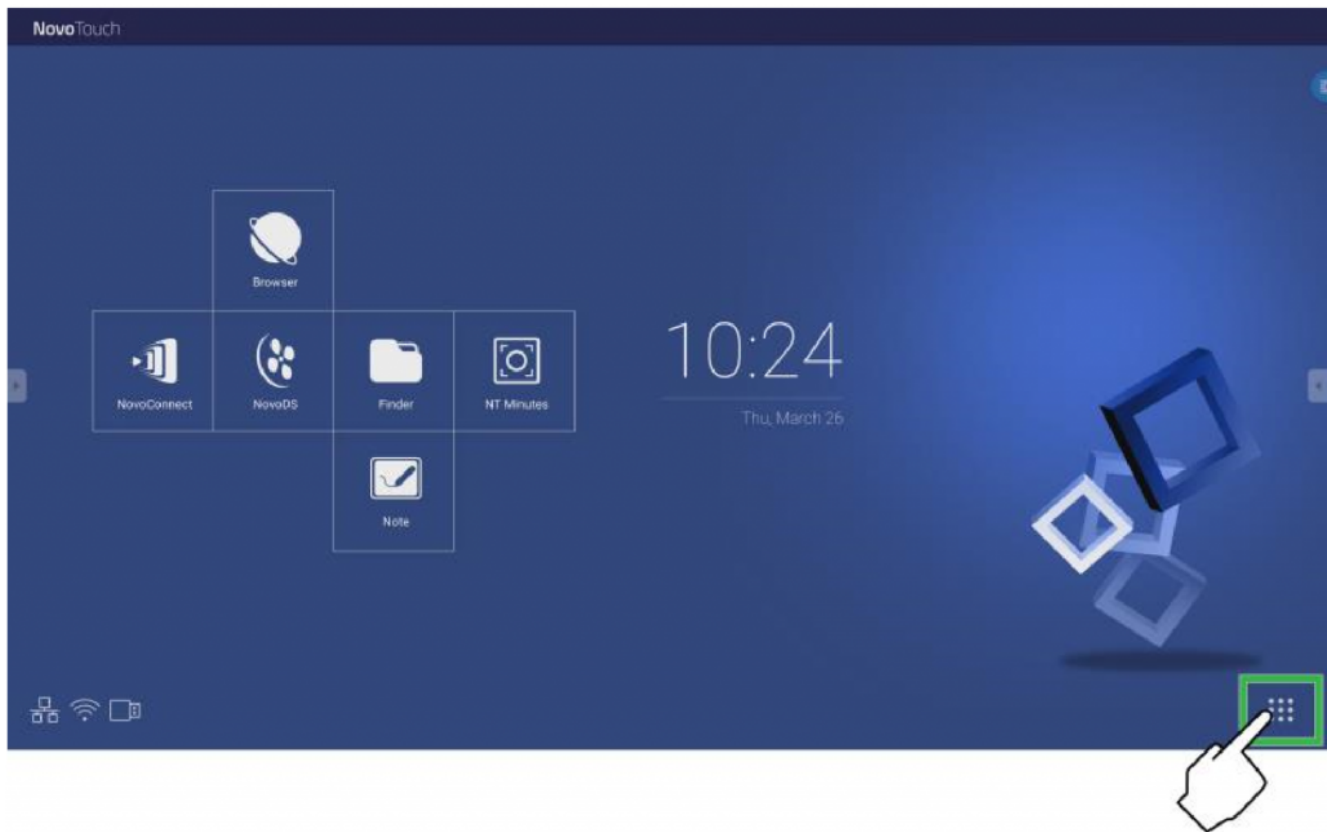 NovoTouch
Browser
NovoConnect
NovoDS
Finder
NT Minutes
10:24
Thu, March 26
Note